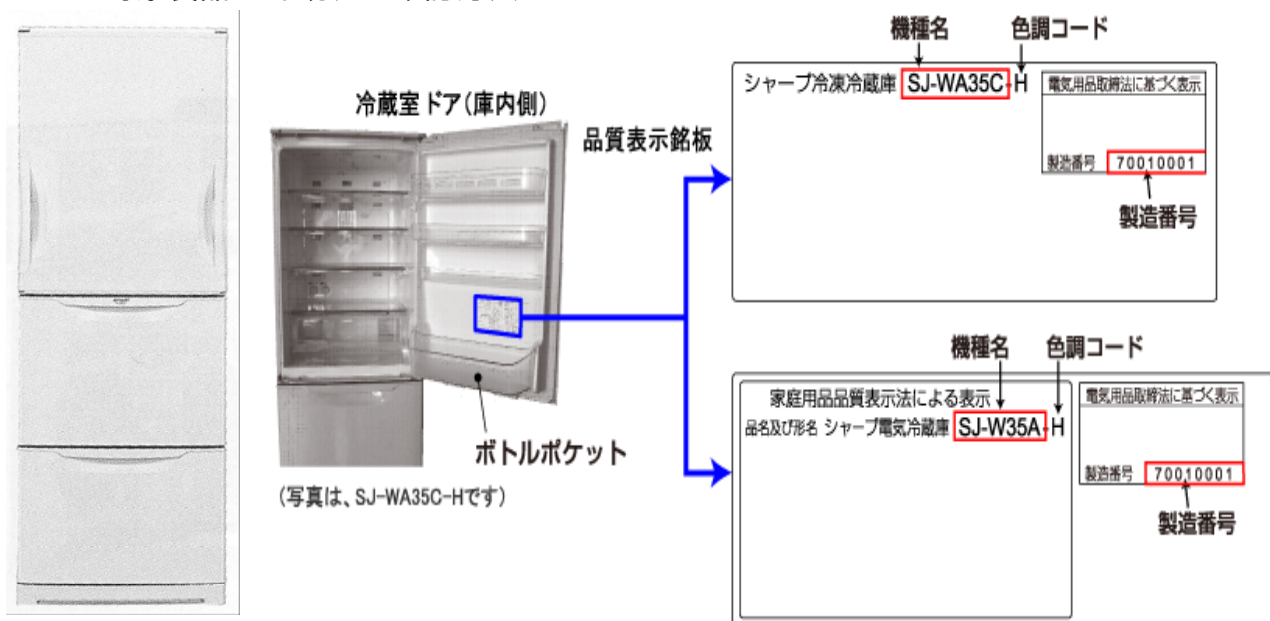 機種名 色調コード
シャープ冷凍冷蔵庫 SJ-WA35C-H
電気用品取締法に基づく表示
製造番号 70010001
製造番号
冷蔵室ドア(庫内側)
品質表示銘板
ボトルポケット
(写真は、SJ-WA35C-Hです)
機種名 色調コード
家庭用品品質表示法による表示
品名及び形名 シャープ電気冷蔵庫 SJ-W35A-H
電気用品取締法に基づく表示
製造番号 70010001
製造番号